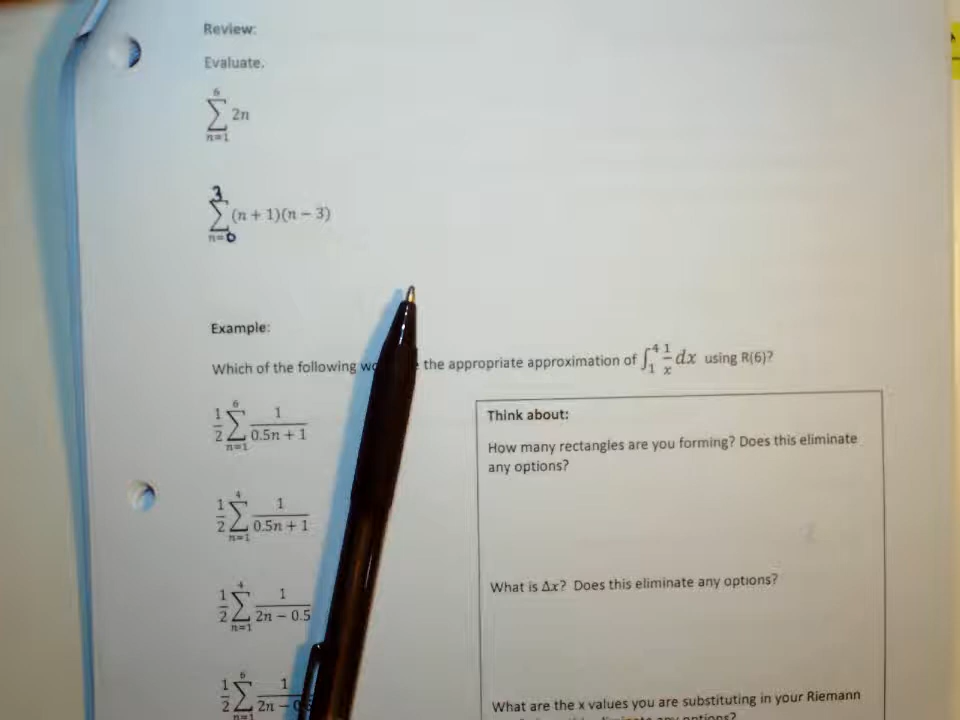 Review:
Evaluate.
6
∑ 2n
n=1
3
∑ (n + 1)(n − 3)
n=0
Example:
Which of the following the appropriate approximation of ∫₁⁴ 1/x dx using R(6)?
1/2 ∑_{n=1}^{6} 1/(0.5n + 1)
1/2 ∑_{n=1}^{4} 1/(0.5n + 1)
1/2 ∑_{n=1}^{4} 1/(2n − 0.5)
1/2 ∑_{n=1}^{6} 1/(2n −
Think about:
How many rectangles are you forming? Does this eliminate
any options?
What is Δx? Does this eliminate any options?
What are the x values you are substituting in your Riemann